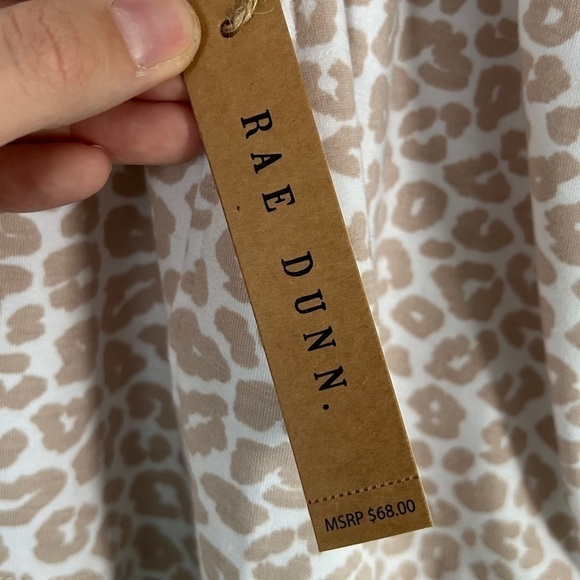 RAE DUNN.
MSRP $68.00